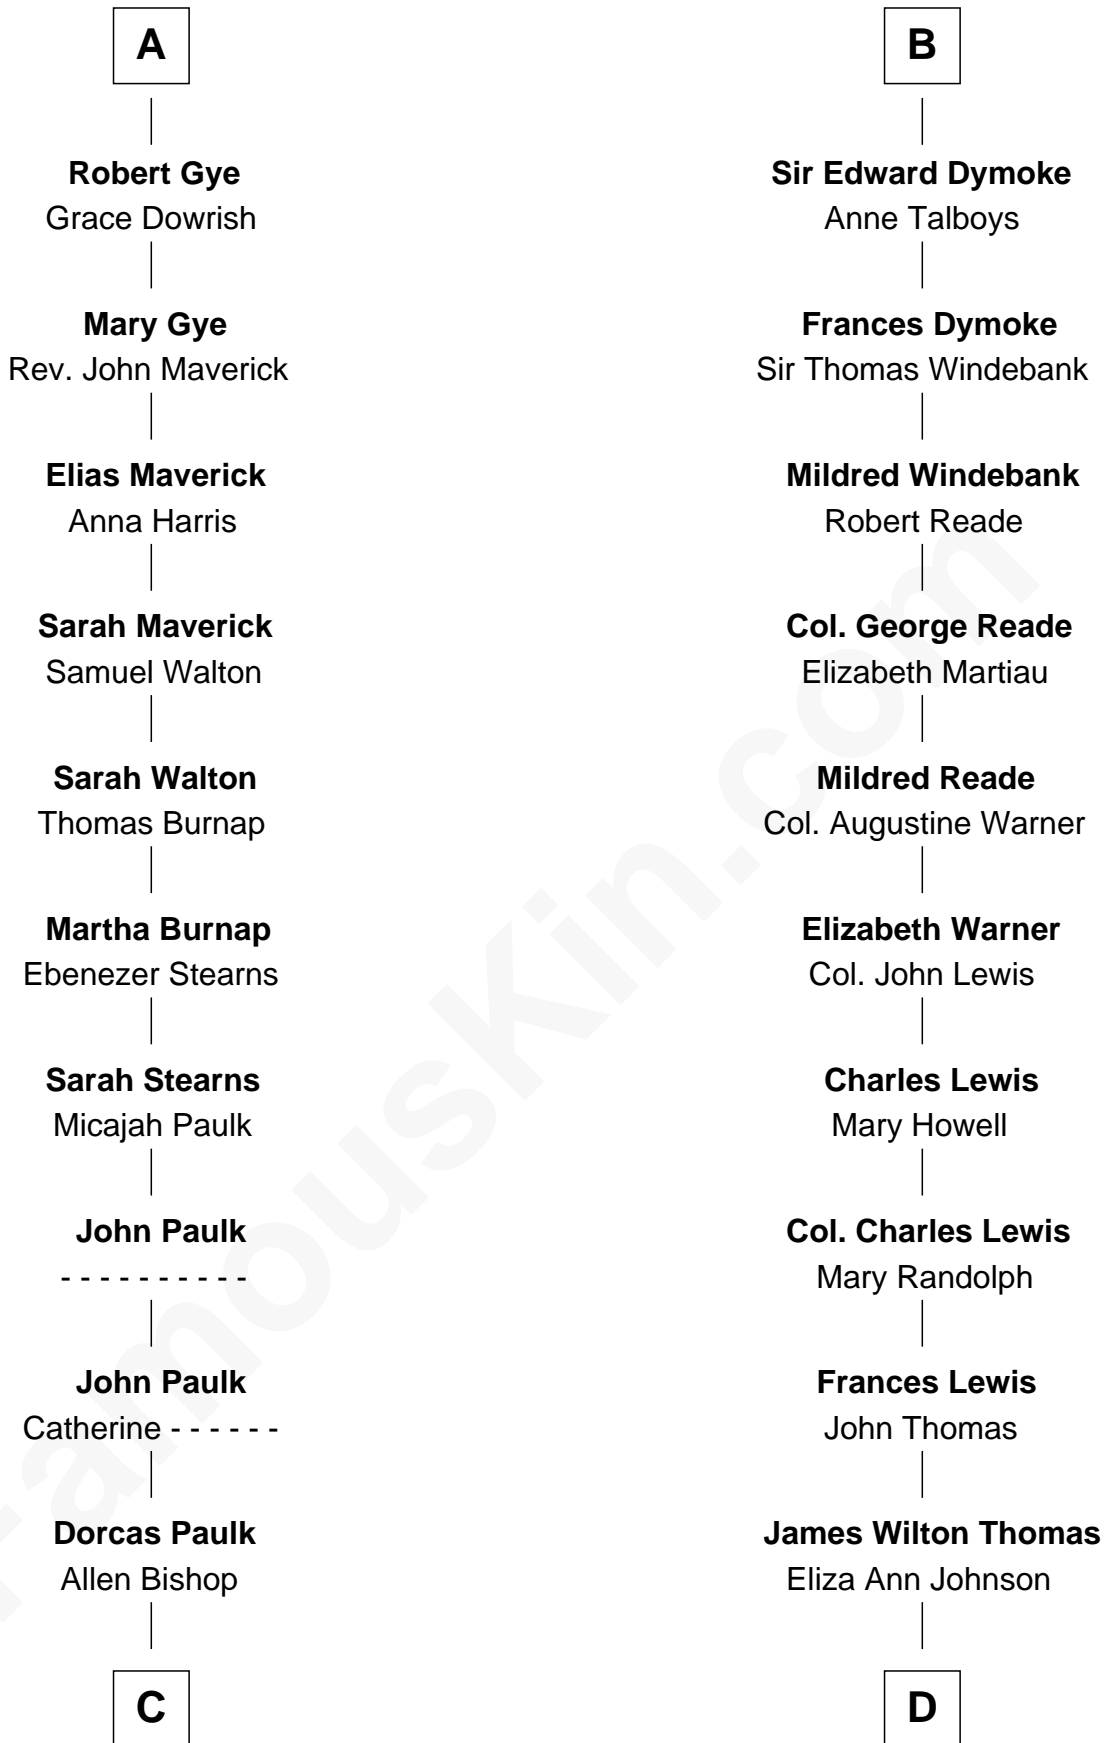 A
Robert Gye
Grace Dowrish
Mary Gye
Rev. John Maverick
Elias Maverick
Anna Harris
Sarah Maverick
Samuel Walton
Sarah Walton
Thomas Burnap
Martha Burnap
Ebenezer Stearns
Sarah Stearns
Micajah Paulk
John Paulk
- - - - - - - - - -
John Paulk
Catherine - - - - - -
Dorcas Paulk
Allen Bishop
C
B
Sir Edward Dymoke
Anne Talboys
Frances Dymoke
Sir Thomas Windebank
Mildred Windebank
Robert Reade
Col. George Reade
Elizabeth Martiau
Mildred Reade
Col. Augustine Warner
Elizabeth Warner
Col. John Lewis
Charles Lewis
Mary Howell
Col. Charles Lewis
Mary Randolph
Frances Lewis
John Thomas
James Wilton Thomas
Eliza Ann Johnson
D
FamousKin.com